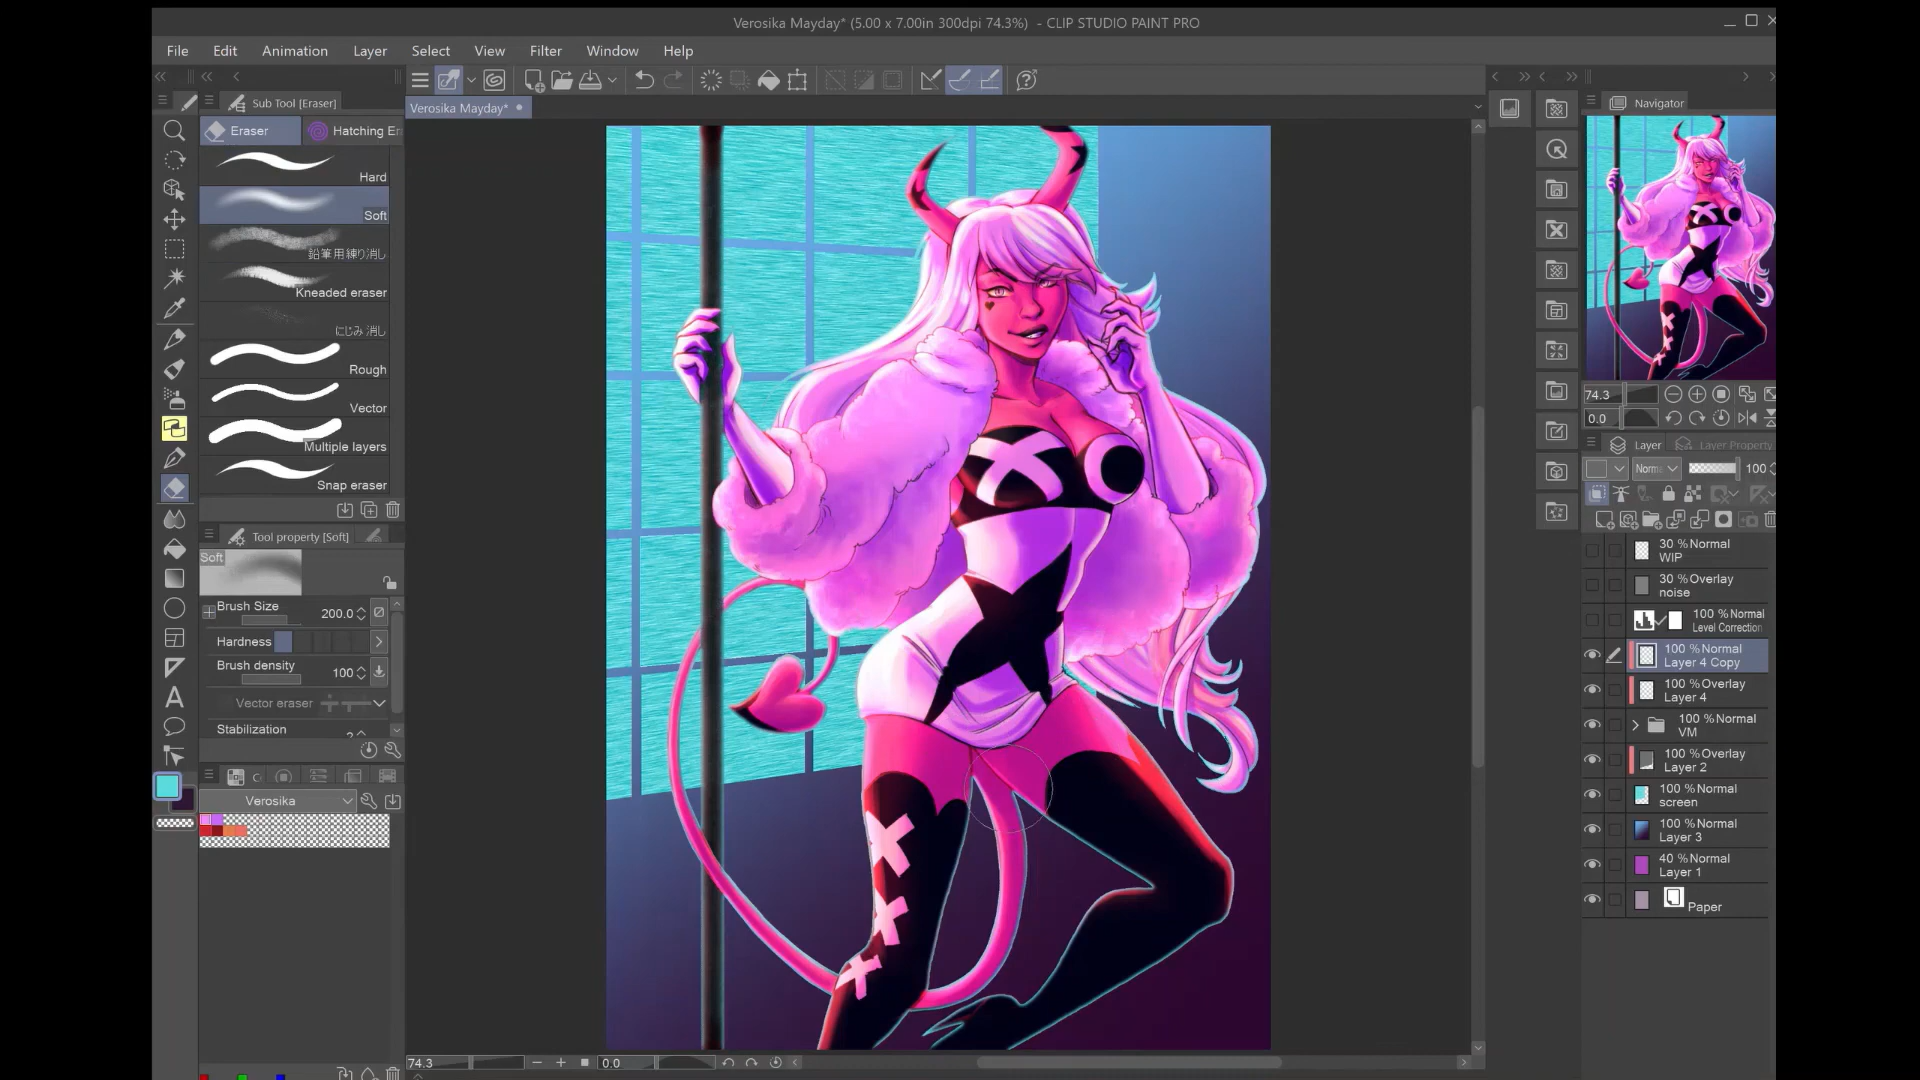 Verosika Mayday* (5.00 x 7.00in 300dpi 74.3%) - CLIP STUDIO PAINT PRO
File Edit Animation Layer Select View Filter Window Help
Sub Tool [Eraser]
Verosika Mayday*
Navigator
Eraser
Hatching Er
Hard
Soft
鉛筆用練り消し
Kneaded eraser
にじみ消し
Rough
Vector
Multiple layers
Snap eraser
Tool property [Soft]
Soft
Brush Size 200.0
Hardness
Brush density 100
Vector eraser
Stabilization
Verosika
74.3
0.0
74.3
0.0
Layer
Layer Property
Norma
100
30 %Normal
WIP
30 %Overlay
noise
100 %Normal
Level Correction
100 %Normal
Layer 4 Copy
100 %Overlay
Layer 4
100 %Normal
VM
100 %Overlay
Layer 2
100 %Normal
screen
100 %Normal
Layer 3
40 %Normal
Layer 1
Paper